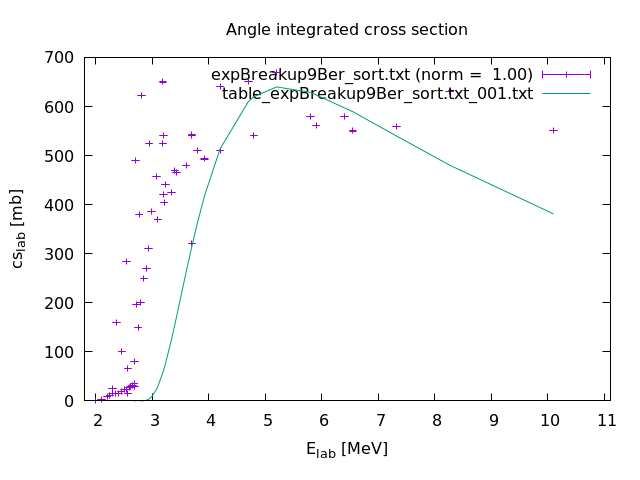 Angle integrated cross section
expBreakup9Ber_sort.txt (norm = 1.00)
table_expBreakup9Ber_sort.txt_001.txt
700
600
500
400
300
200
100
0
cs_lab [mb]
2 3 4 5 6 7 8 9 10 11
E_lab [MeV]